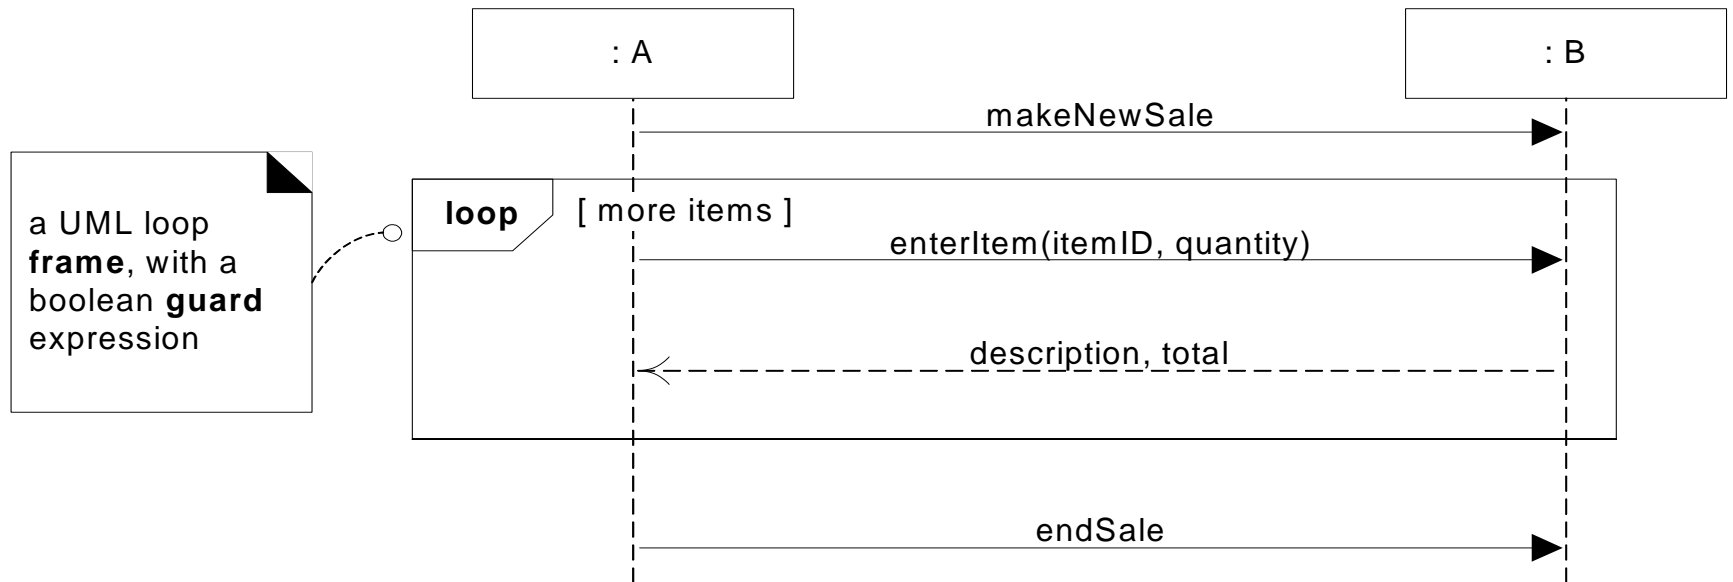 : A
: B
makeNewSale
a UML loop
frame, with a
boolean guard
expression
loop
[ more items ]
enterItem(itemID, quantity)
description, total
endSale